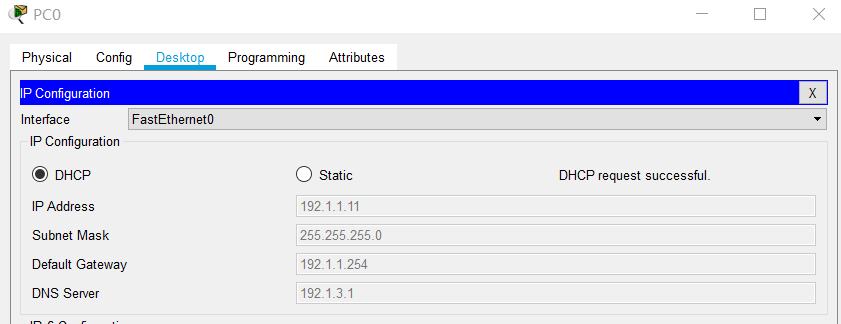 PC0
Physical Config Desktop Programming Attributes
IP Configuration X
Interface FastEthernet0
IP Configuration
DHCP Static DHCP request successful.
IP Address 192.1.1.11
Subnet Mask 255.255.255.0
Default Gateway 192.1.1.254
DNS Server 192.1.3.1